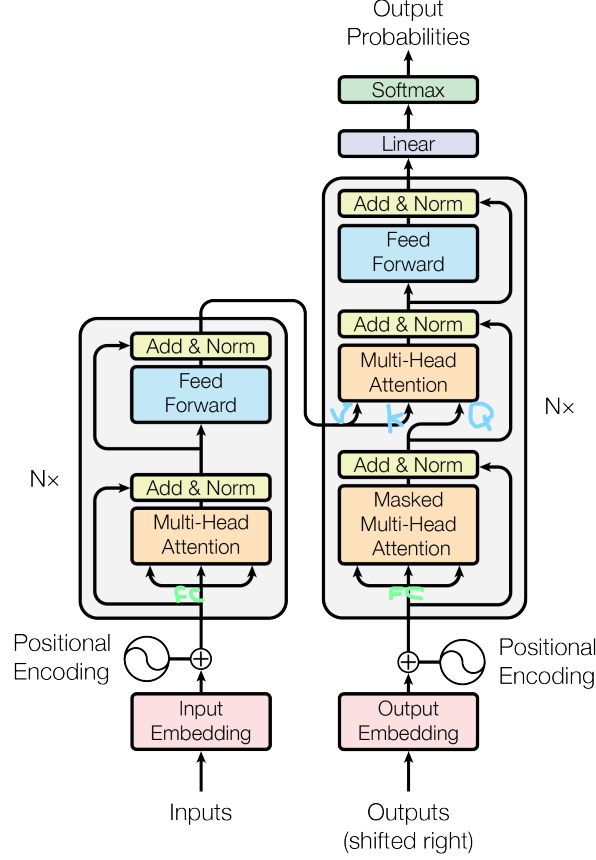 Output
Probabilities
Softmax
Linear
Add & Norm
Feed
Forward
Add & Norm
Multi-Head
Attention
V
K
Q
Nx
Add & Norm
Masked
Multi-Head
Attention
FC
Add & Norm
Feed
Forward
Nx
Add & Norm
Multi-Head
Attention
FC
Positional
Encoding
Positional
Encoding
Input
Embedding
Output
Embedding
Inputs
Outputs
(shifted right)